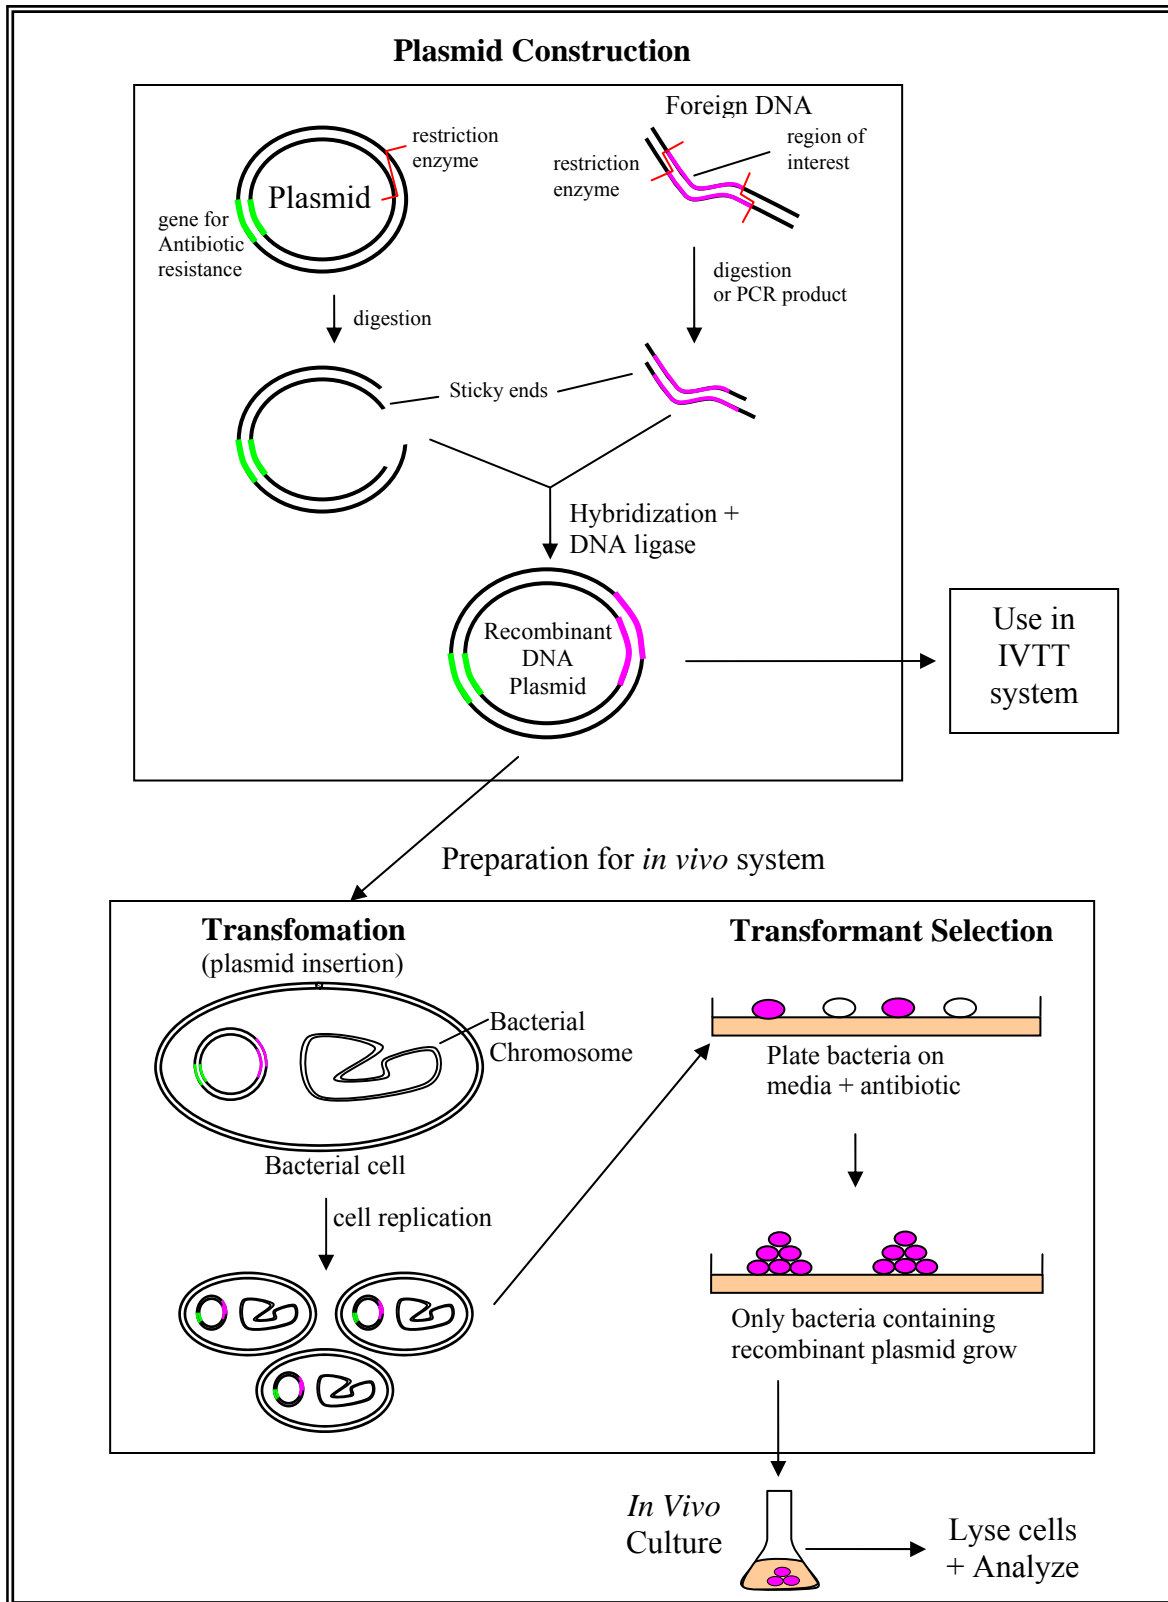 Plasmid Construction
Foreign DNA
restriction
enzyme
Plasmid
gene for
Antibiotic
resistance
restriction
enzyme
region of
interest
digestion
digestion
or PCR product
Sticky ends
Hybridization +
DNA ligase
Recombinant
DNA
Plasmid
Use in
IVTT
system
Preparation for in vivo system
Transfomation
(plasmid insertion)
Bacterial
Chromosome
Bacterial cell
cell replication
Transformant Selection
Plate bacteria on
media + antibiotic
Only bacteria containing
recombinant plasmid grow
In Vivo
Culture
Lyse cells
+ Analyze